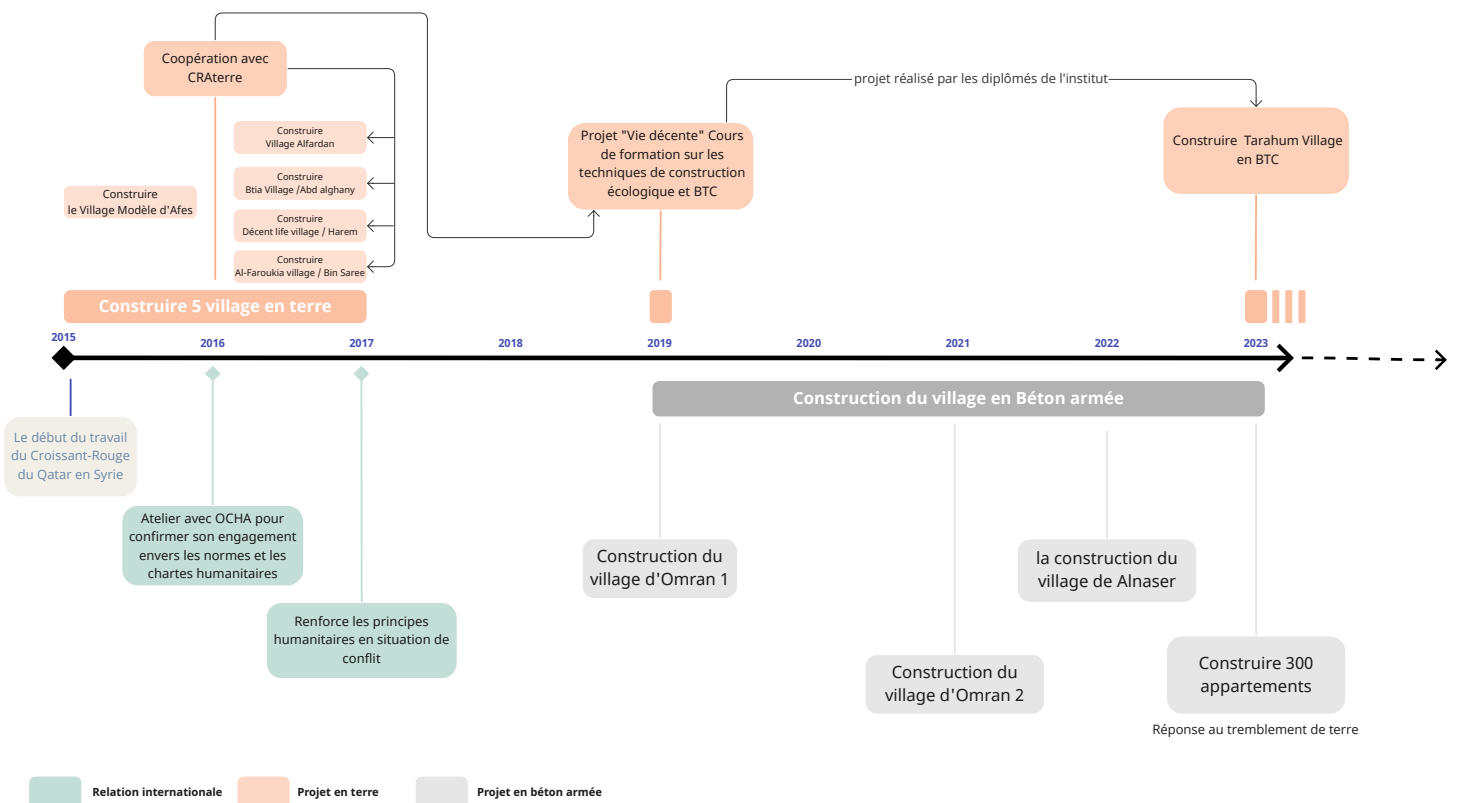 Coopération avec
CRAterre
Construire
Village Alfardan
Construire
Btia Village /Abd alghany
Construire
Décent life village / Harem
Construire
Al-Faroukia village / Bin Saree
Construire
le Village Modèle d'Afes
Projet "Vie décente" Cours
de formation sur les
techniques de construction
écologique et BTC
projet réalisé par les diplômés de l'institut
Construire Tarahum Village
en BTC
Construire 5 village en terre
2015
2016
2017
2018
2019
2020
2021
2022
2023
Construction du village en Béton armée
Le début du travail
du Croissant-Rouge
du Qatar en Syrie
Atelier avec OCHA pour
confirmer son engagement
envers les normes et les
chartes humanitaires
Renforce les principes
humanitaires en situation de
conflit
Construction du
village d'Omran 1
Construction du
village d'Omran 2
la construction du
village de Alnaser
Construire 300
appartements
Réponse au tremblement de terre
Relation internationale
Projet en terre
Projet en béton armée